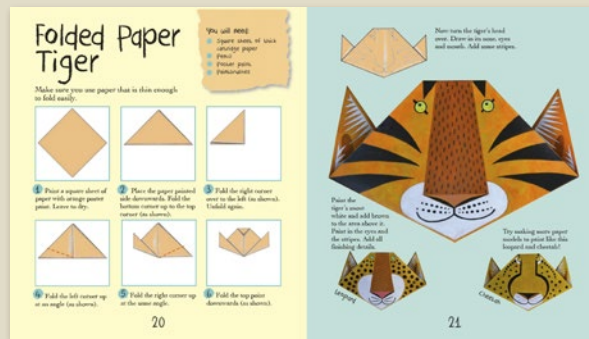 Folded Paper
Tiger
You will need:
Square sheet of thick
cartridge paper
Pencil
Poster paint
Paintbrushes
Make sure you use paper that is thin enough
to fold easily.
1 Paint a square sheet of
paper with orange poster
paint. Leave to dry.
2 Place the paper painted
side downwards. Fold the
bottom corner up to the top
corner (as shown).
3 Fold the right corner
over to the left (as shown).
Unfold again.
4 Fold the left corner up
at an angle (as shown).
5 Fold the right corner up
at the same angle.
6 Fold the top point
downwards (as shown).
20
Now turn the tiger's head
over. Draw in its nose, eyes
and mouth. Add some stripes.
Paint the
tiger's snout
white and add brown
to the area above it.
Paint in the eyes and
the stripes. Add all
finishing details.
Try making more paper
models to paint like this
leopard and cheetah!
Leopard
Cheetah
21